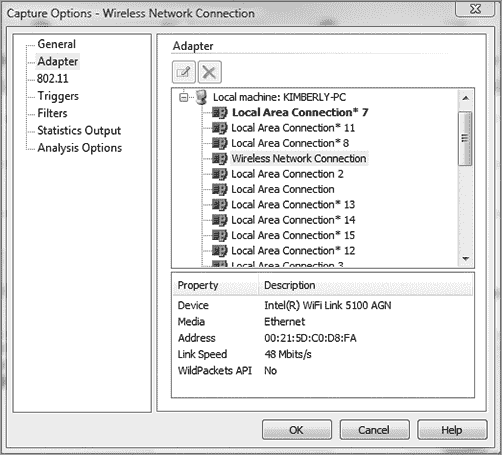 Capture Options - Wireless Network Connection
General
Adapter
802.11
Triggers
Filters
Statistics Output
Analysis Options
Adapter
Local machine: KIMBERLY-PC
Local Area Connection* 7
Local Area Connection* 11
Local Area Connection* 8
Wireless Network Connection
Local Area Connection 2
Local Area Connection
Local Area Connection* 13
Local Area Connection* 14
Local Area Connection* 15
Local Area Connection* 12
Local Area Connection 3
Property Description
Device Intel(R) WiFi Link 5100 AGN
Media Ethernet
Address 00:21:5D:C0:D8:FA
Link Speed 48 Mbits/s
WildPackets API No
OK Cancel Help